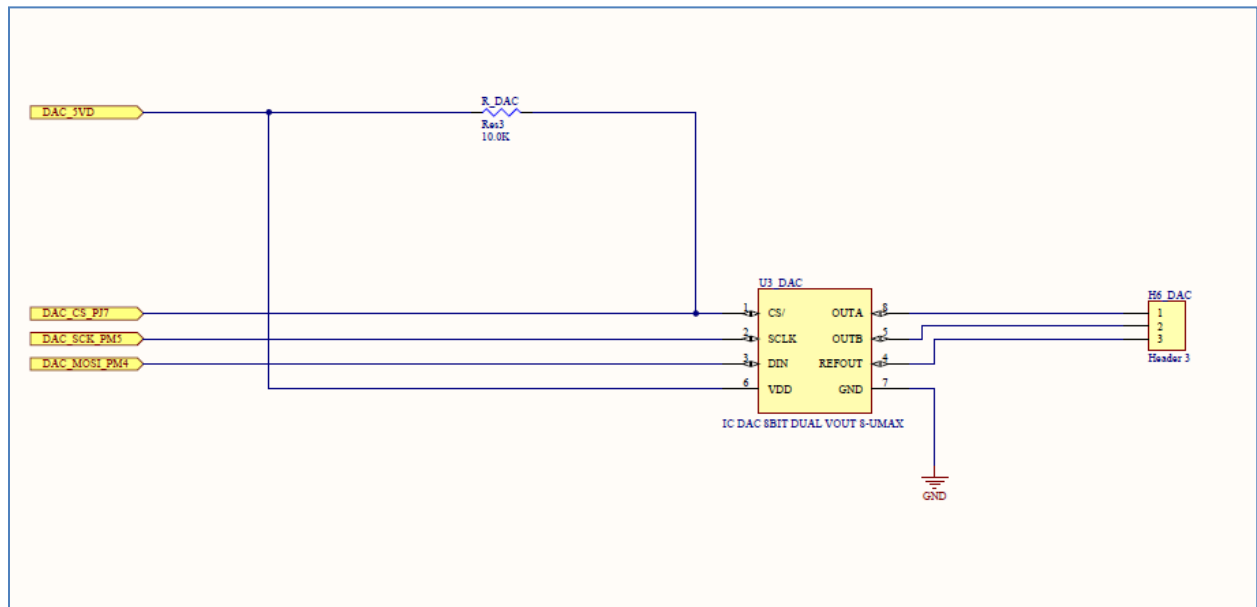 R_DAC
DAC_5VD
Res3
10.0K
U3_DAC
H6_DAC
DAC_CS_PJ7
1
CS/
OUTA
8
1
2
3
DAC_SCK_PM5
2
SCLK
OUTB
5
Header 3
DAC_MOSI_PM4
3
DIN
REFOUT
4
6
VDD
GND
7
IC DAC 8BIT DUAL VOUT 8-UMAX
GND